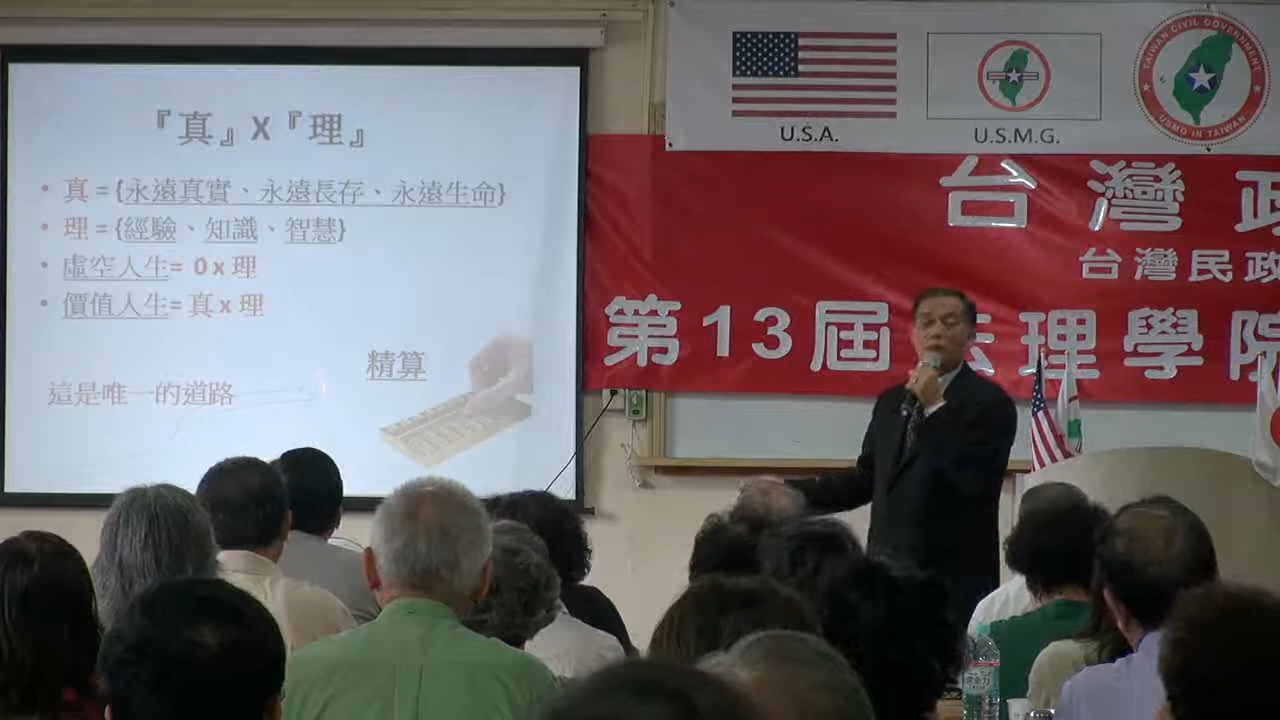 『真』X『理』
• 真 = {永遠真實、永遠長存、永遠生命}
• 理 = {經驗、知識、智慧}
• 虛空人生= 0 x 理
• 價值人生= 真 x 理
精算
這是唯一的道路
U.S.A.
U.S.M.G.
TAIWAN CIVIL GOVERNMENT
USMG IN TAIWAN
台灣政
台灣民政
第13屆法理學院